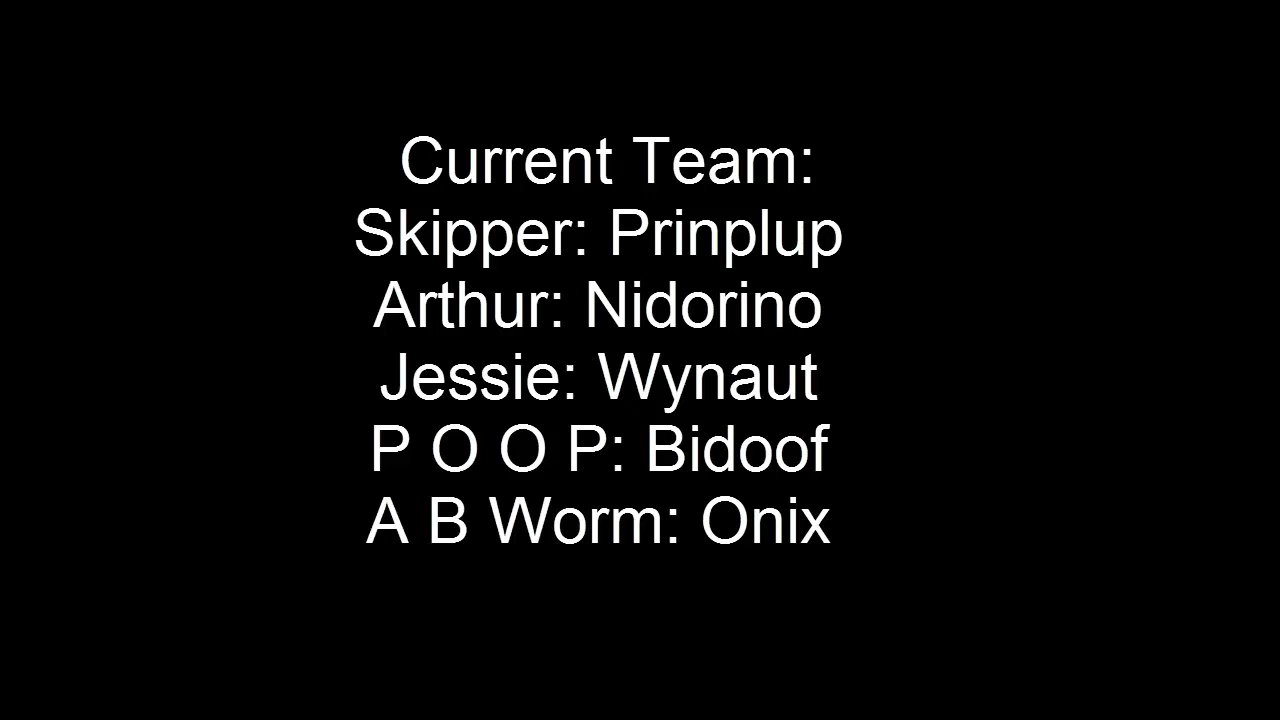 Current Team:
Skipper: Prinplup
Arthur: Nidorino
Jessie: Wynaut
P O O P: Bidoof
A B Worm: Onix